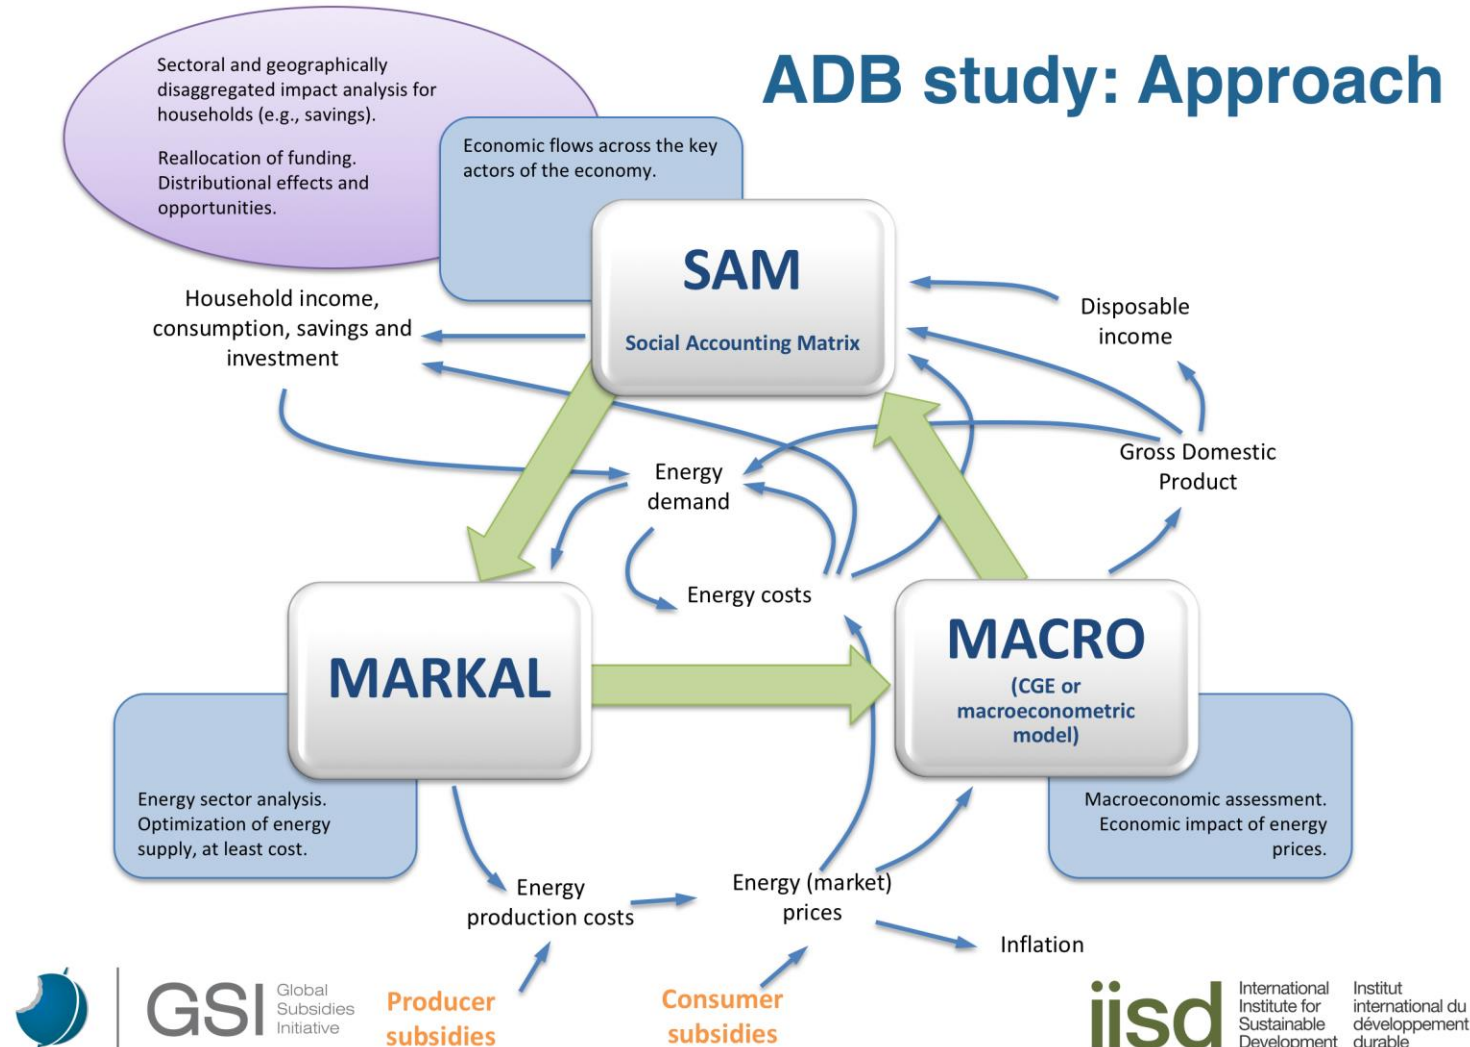 ADB study: Approach
Sectoral and geographically
disaggregated impact analysis for
households (e.g., savings).
Reallocation of funding.
Distributional effects and
opportunities.
Economic flows across the key
actors of the economy.
SAM
Social Accounting Matrix
Household income,
consumption, savings and
investment
Disposable
income
Gross Domestic
Product
Energy
demand
Energy costs
MARKAL
MACRO
(CGE or
macroeconometric
model)
Energy sector analysis.
Optimization of energy
supply, at least cost.
Macroeconomic assessment.
Economic impact of energy
prices.
Energy
production costs
Energy (market)
prices
Inflation
Producer
subsidies
Consumer
subsidies
GSI
Global
Subsidies
Initiative
iisd
International
Institute for
Sustainable
Development
Institut
international du
développement
durable